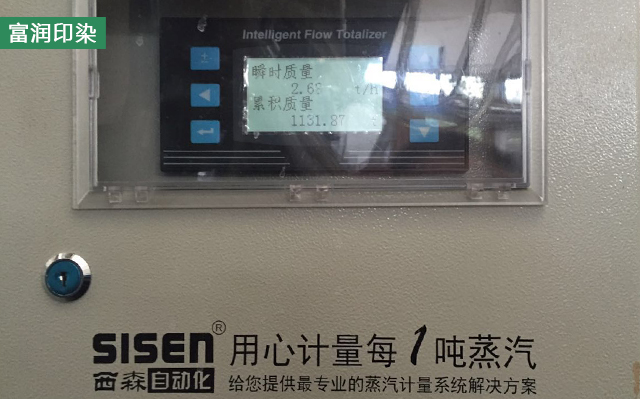 富润印染
Intelligent Flow Totalizer
瞬时质量
t/h
累积质量
1131.87
SISEN®
用心计量每1吨蒸汽
西森自动化
给您提供最专业的蒸汽计量系统解决方案